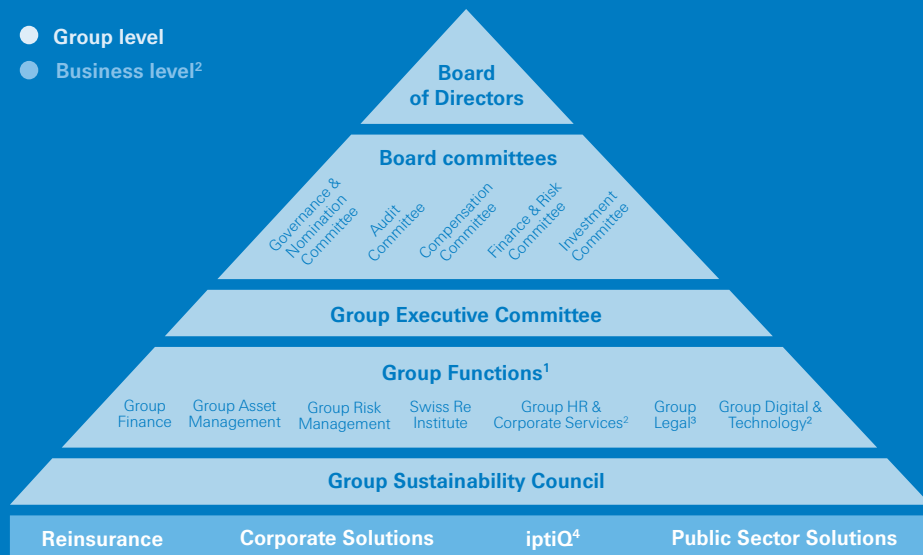 Group level
Business level²
Board
of Directors
Board committees
Governance &
Nomination
Committee
Audit
Committee
Compensation
Committee
Finance & Risk
Committee
Investment
Committee
Group Executive Committee
Group Functions¹
Group
Finance
Group Asset
Management
Group Risk
Management
Swiss Re
Institute
Group HR &
Corporate Services²
Group
Legal³
Group Digital &
Technology²
Group Sustainability Council
Reinsurance
Corporate Solutions
iptiQ⁴
Public Sector Solutions